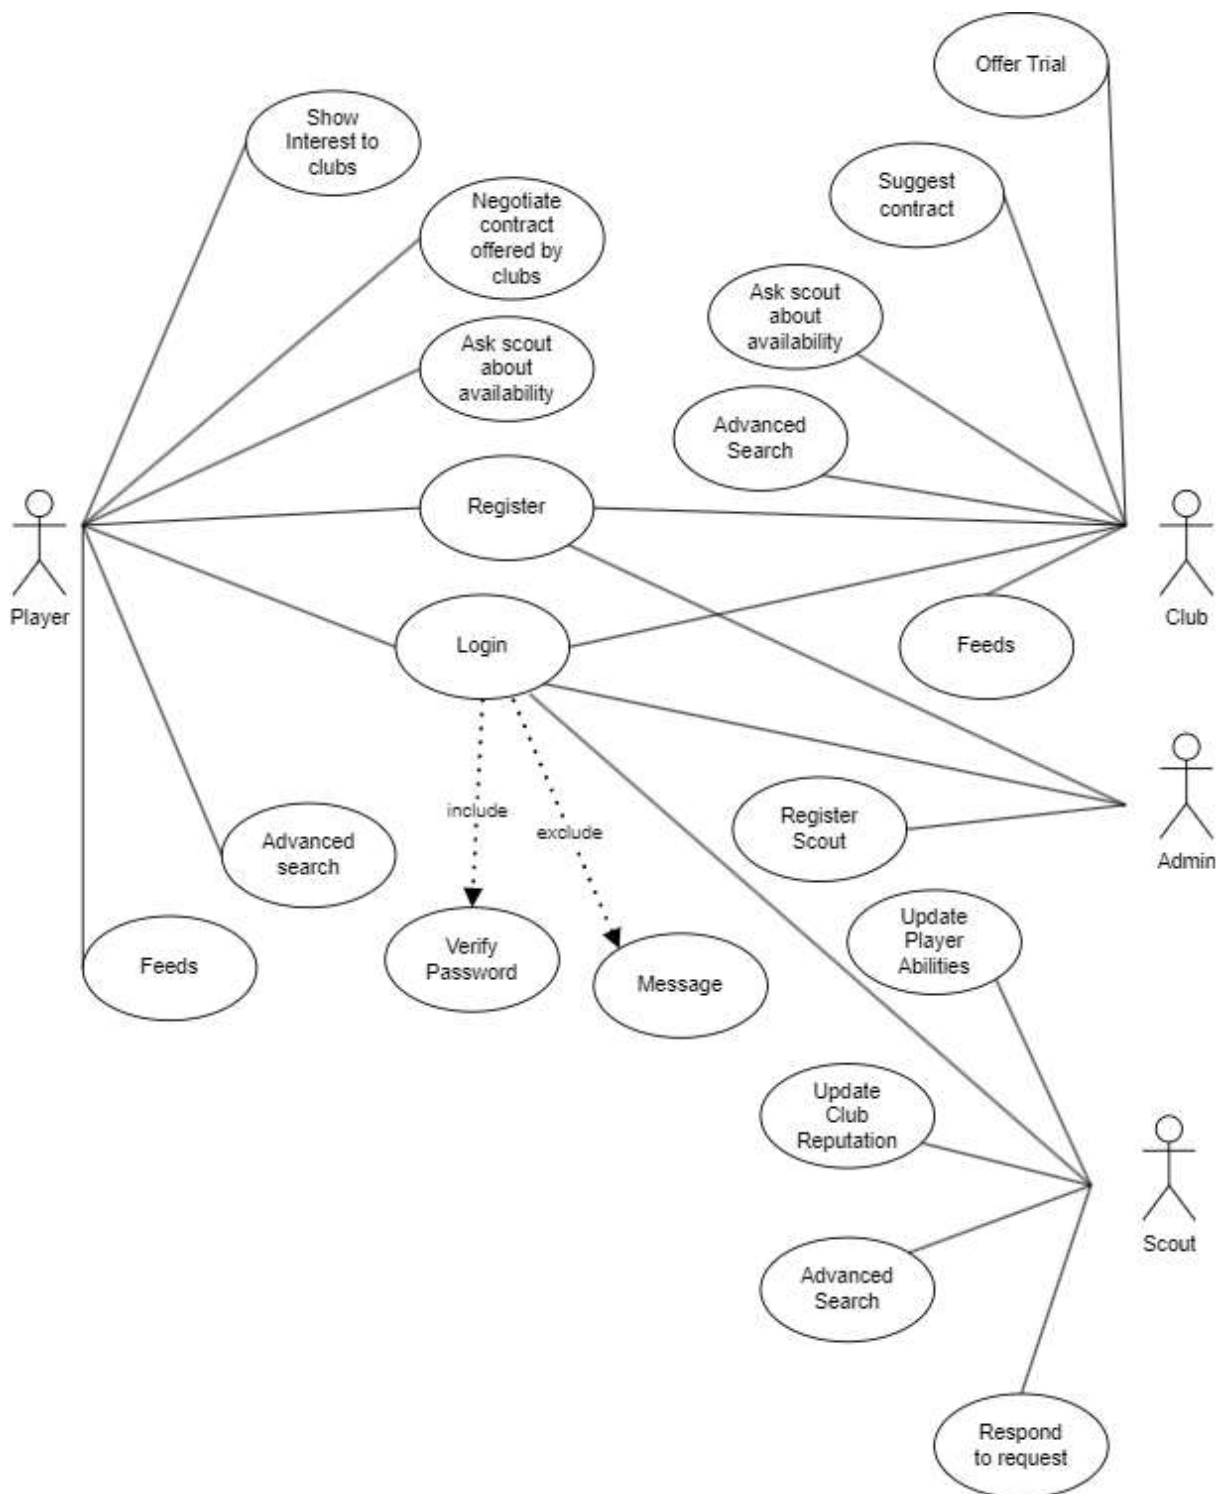 Offer Trial
Show
Interest to
clubs
Suggest
contract
Negotiate
contract
offered by
clubs
Ask scout
about
availability
Ask scout
about
availability
Advanced
Search
Register
Player
Club
Login
Feeds
include
exclude
Register
Scout
Admin
Advanced
search
Update
Player
Abilities
Feeds
Verify
Password
Message
Update
Club
Reputation
Scout
Advanced
Search
Respond
to request